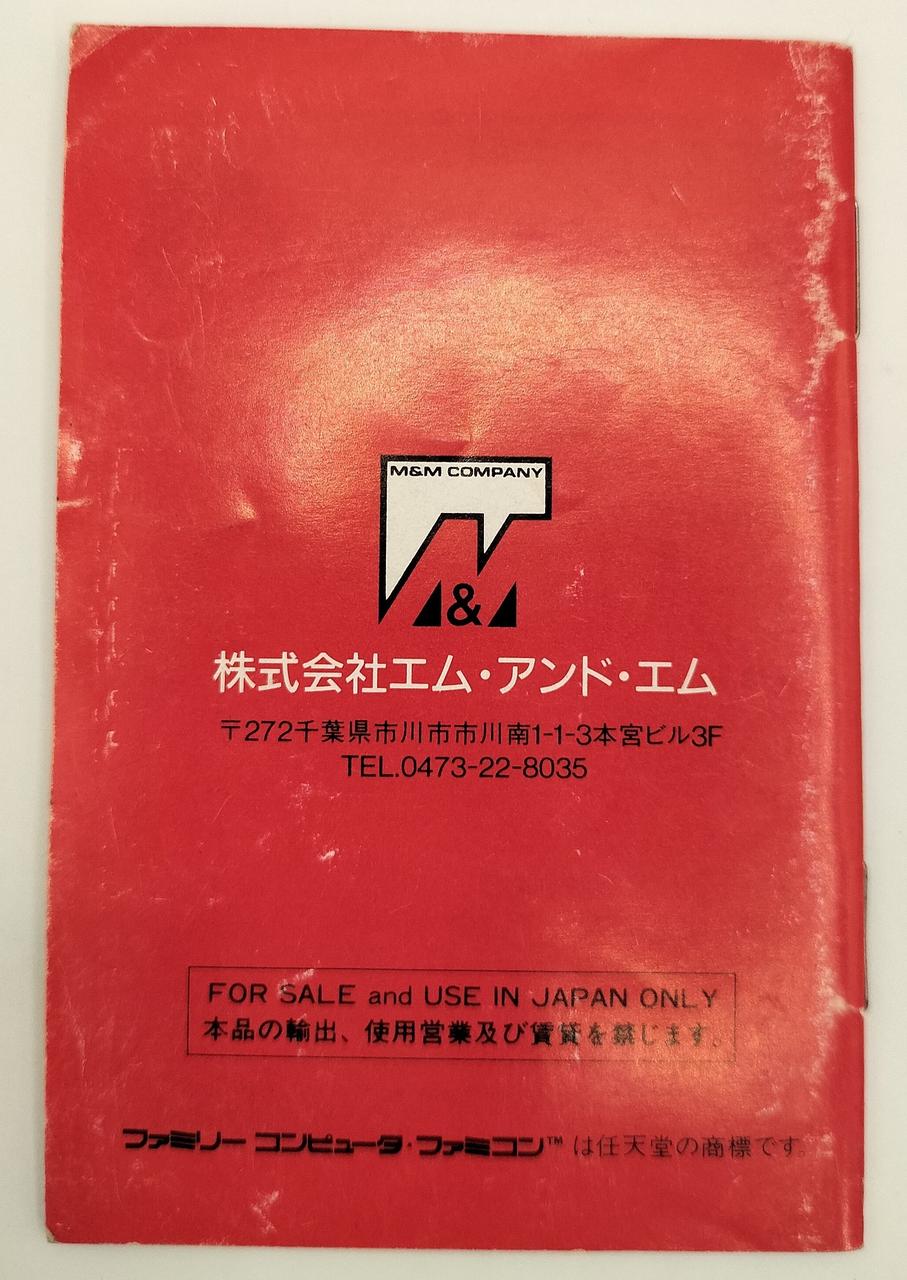 M&M COMPANY
M&M
株式会社エム・アンド・エム
〒272千葉県市川市市川南1-1-3本宮ビル3F
TEL.0473-22-8035
FOR SALE and USE IN JAPAN ONLY
本品の輸出、使用営業及び賃貸を禁じます。
ファミリー コンピュータ・ファミコン™は任天堂の商標です。